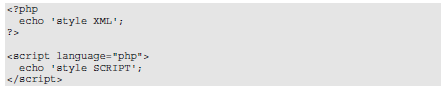 <?php
  echo 'style XML';
?>

<script language="php">
  echo 'style SCRIPT';
</script>